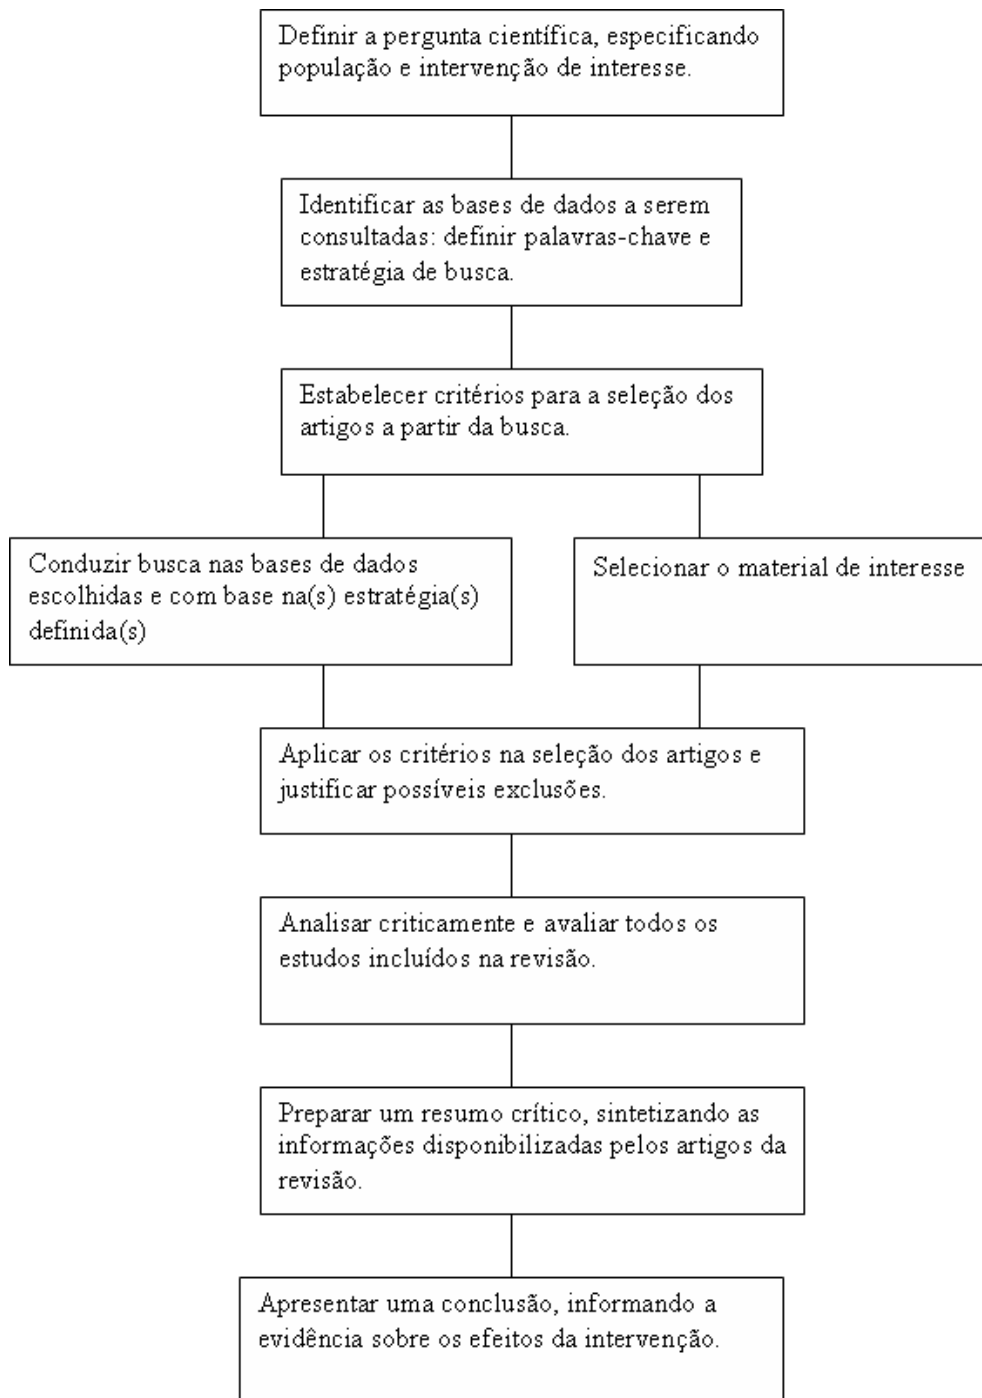 Definir a pergunta científica, especificando
população e intervenção de interesse.
Identificar as bases de dados a serem
consultadas: definir palavras-chave e
estratégia de busca.
Estabelecer critérios para a seleção dos
artigos a partir da busca.
Conduzir busca nas bases de dados
escolhidas e com base na(s) estratégia(s)
definida(s)
Selecionar o material de interesse
Aplicar os critérios na seleção dos artigos e
justificar possíveis exclusões.
Analisar criticamente e avaliar todos os
estudos incluídos na revisão.
Preparar um resumo crítico, sintetizando as
informações disponibilizadas pelos artigos da
revisão.
Apresentar uma conclusão, informando a
evidência sobre os efeitos da intervenção.